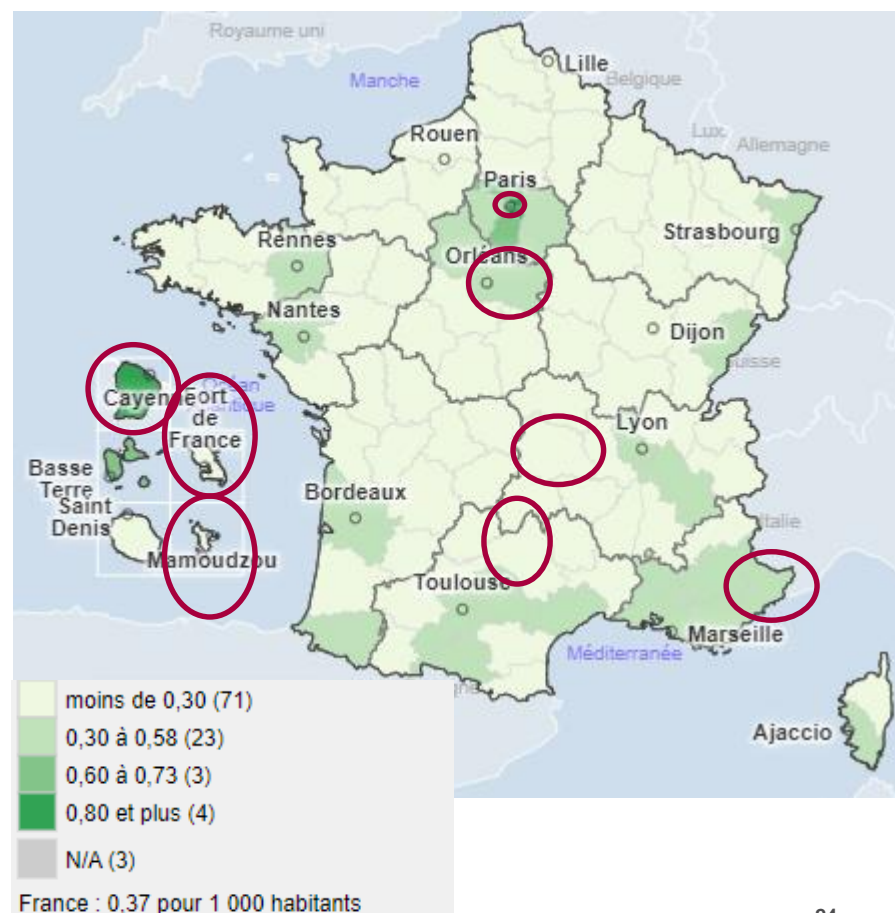 Royaume uni
Lille
Manche
Belgique
Rouen
Lux.
Allemagne
Paris
Strasbourg
Rennes
Orléans
Nantes
Dijon
Cayenne
Océan
Fort
de
France
Lyon
Basse
Terre
Bordeaux
Saint
Denis
Mamoudzou
Toulouse
Marseille
Méditerranée
Ajaccio
moins de 0,30 (71)
0,30 à 0,58 (23)
0,60 à 0,73 (3)
0,80 et plus (4)
N/A (3)
France : 0,37 pour 1 000 habitants